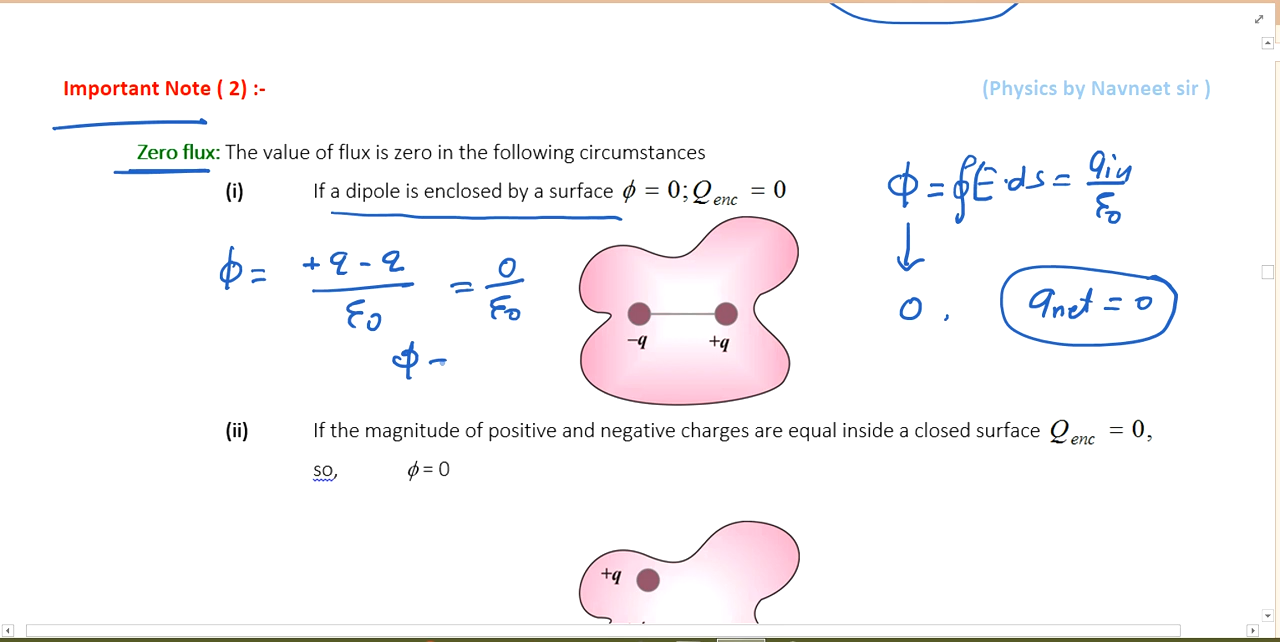 Important Note ( 2) :-
(Physics by Navneet sir )
Zero flux: The value of flux is zero in the following circumstances
(i) If a dipole is enclosed by a surface ϕ = 0; Q_enc = 0
ϕ = ∮E·ds = qin/ε0
↓
0, qnet = 0
ϕ = +q-q/ε0 = 0/ε0
ϕ -
–q +q
(ii) If the magnitude of positive and negative charges are equal inside a closed surface Q_enc = 0,
so, ϕ = 0
+q